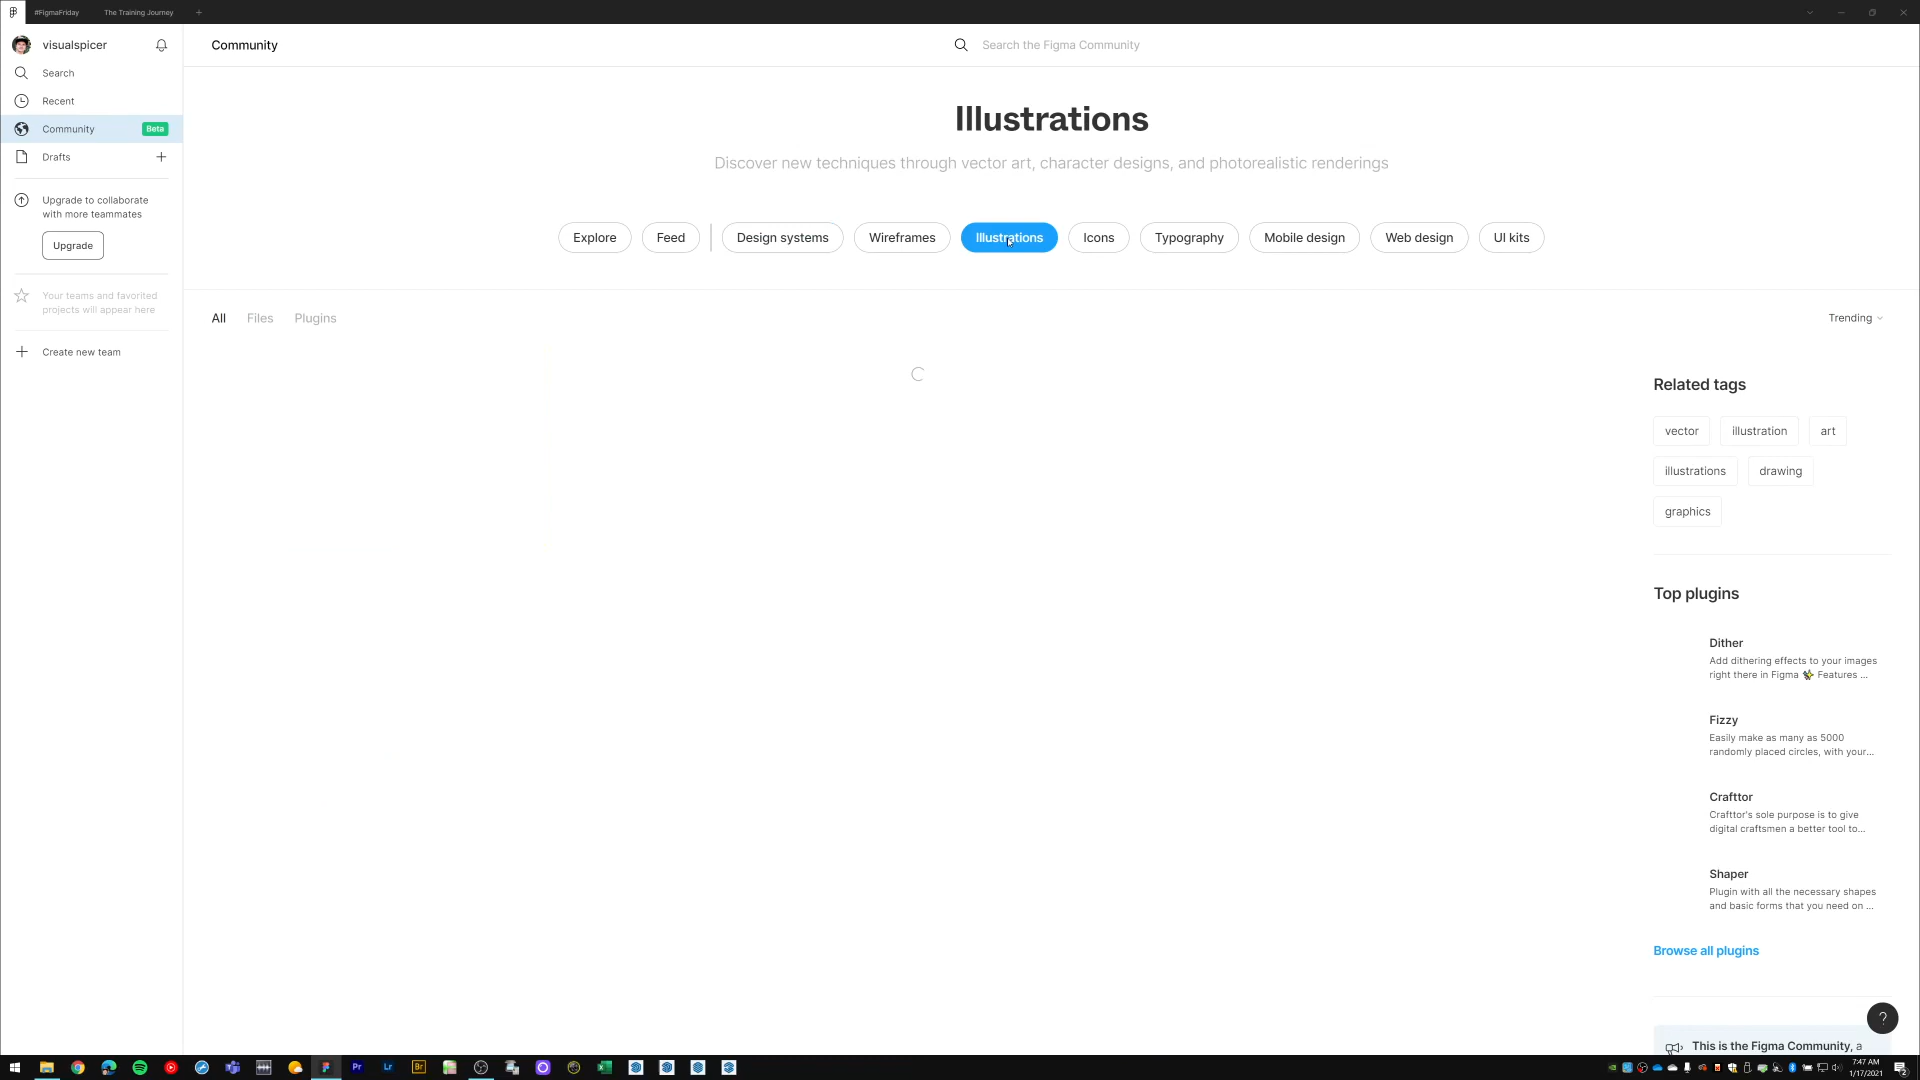 #FigmaFriday
The Training Journey
visualspicer
Search
Recent
Community
Beta
Drafts
Upgrade to collaborate
with more teammates
Upgrade
Your teams and favorited
projects will appear here
Create new team
Community
Search the Figma Community
Illustrations
Discover new techniques through vector art, character designs, and photorealistic renderings
Explore
Feed
Design systems
Wireframes
Illustrations
Icons
Typography
Mobile design
Web design
UI kits
All
Files
Plugins
Trending
Related tags
vector
illustration
art
illustrations
drawing
graphics
Top plugins
Dither
Add dithering effects to your images
right there in Figma ✨ Features ...
Fizzy
Easily make as many as 5000
randomly placed circles, with your...
Crafttor
Crafttor's sole purpose is to give
digital craftsmen a better tool to...
Shaper
Plugin with all the necessary shapes
and basic forms that you need on ...
Browse all plugins
?
This is the Figma Community, a
Pr
Lr
Br
7:47 AM
1/17/2021
2